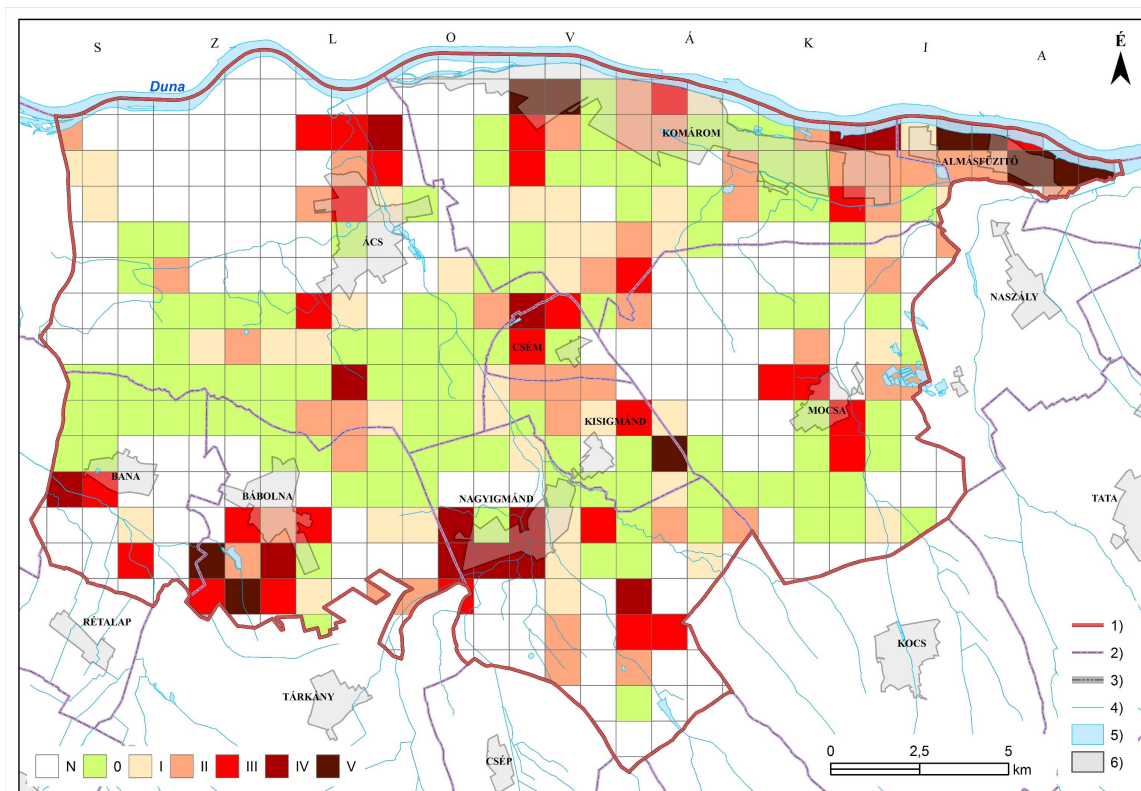 S Z L O V Á K I A
É
Duna
KOMÁROM
ALMÁSFÜZITŐ
ÁCS
NASZÁLY
CSÉM
MOCSA
KISIGMÁND
BANA
BÁBOLNA
NAGYIGMÁND
TATA
RÉTALAP
KOCS
TÁRKÁNY
CSÉP
1)
2)
3)
4)
5)
6)
N 0 I II III IV V
0 2,5 5
km